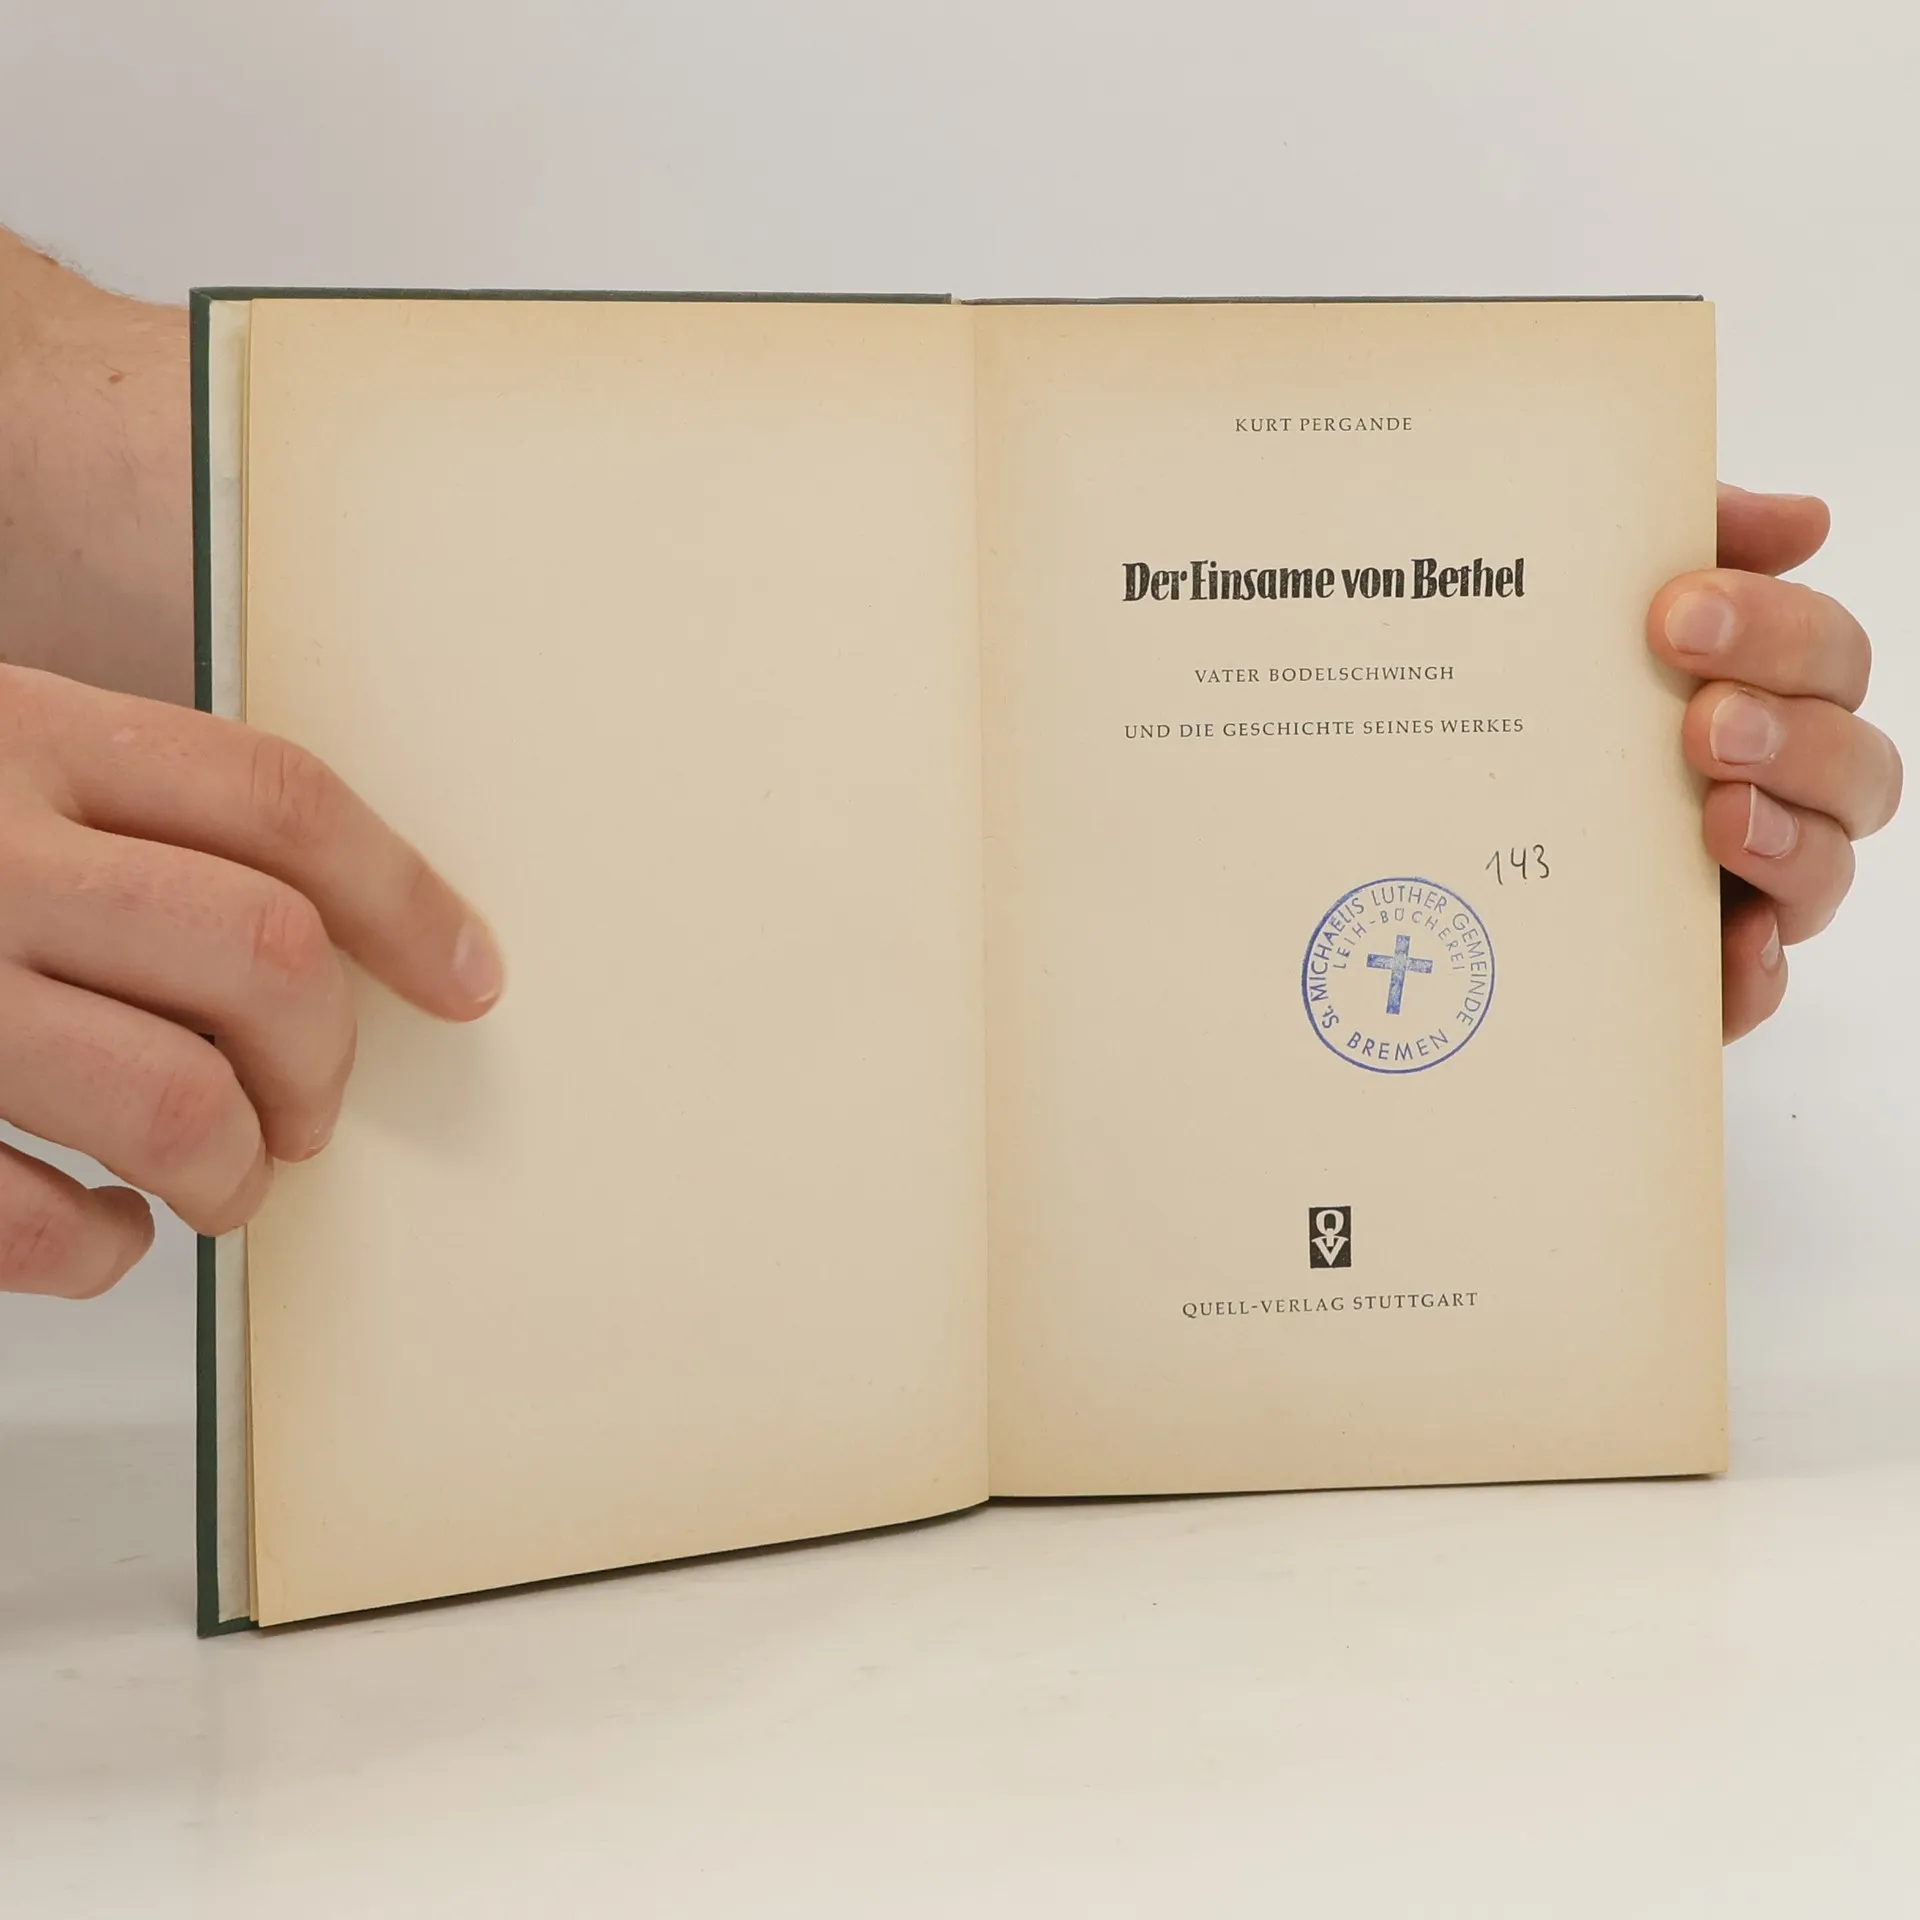 KURT PERGANDE
Der Einsame von Bethel
VATER BODELSCHWINGH
UND DIE GESCHICHTE SEINES WERKES
143
St. MICHAELIS LUTHER GEMEINDE
LEIH-BÜCHEREI
BREMEN
QV
QUELL-VERLAG STUTTGART